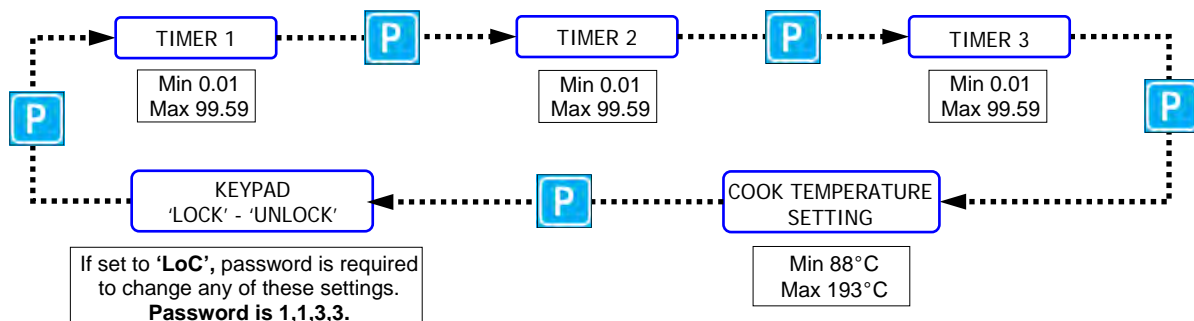 TIMER 1
P
TIMER 2
P
TIMER 3
Min 0.01
Max 99.59
Min 0.01
Max 99.59
Min 0.01
Max 99.59
P
P
KEYPAD
‘LOCK’ - ‘UNLOCK’
P
COOK TEMPERATURE
SETTING
If set to ‘LoC’, password is required
to change any of these settings.
Password is 1,1,3,3.
Min 88°C
Max 193°C